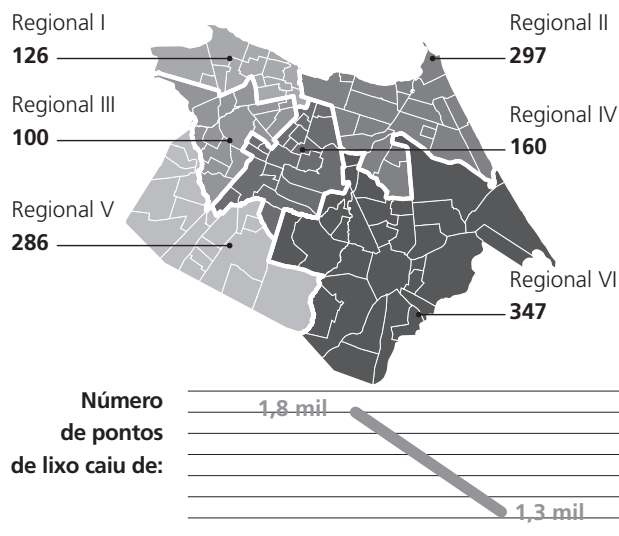 Regional I
126
Regional II
297
Regional III
100
Regional IV
160
Regional V
286
Regional VI
347
Número
de pontos
de lixo caiu de:
1,8 mil
1,3 mil